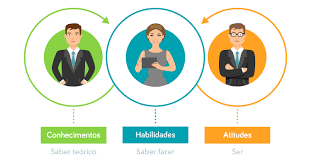 Conhecimentos
Habilidades
Atitudes
Saber teórico
Saber fazer
Ser